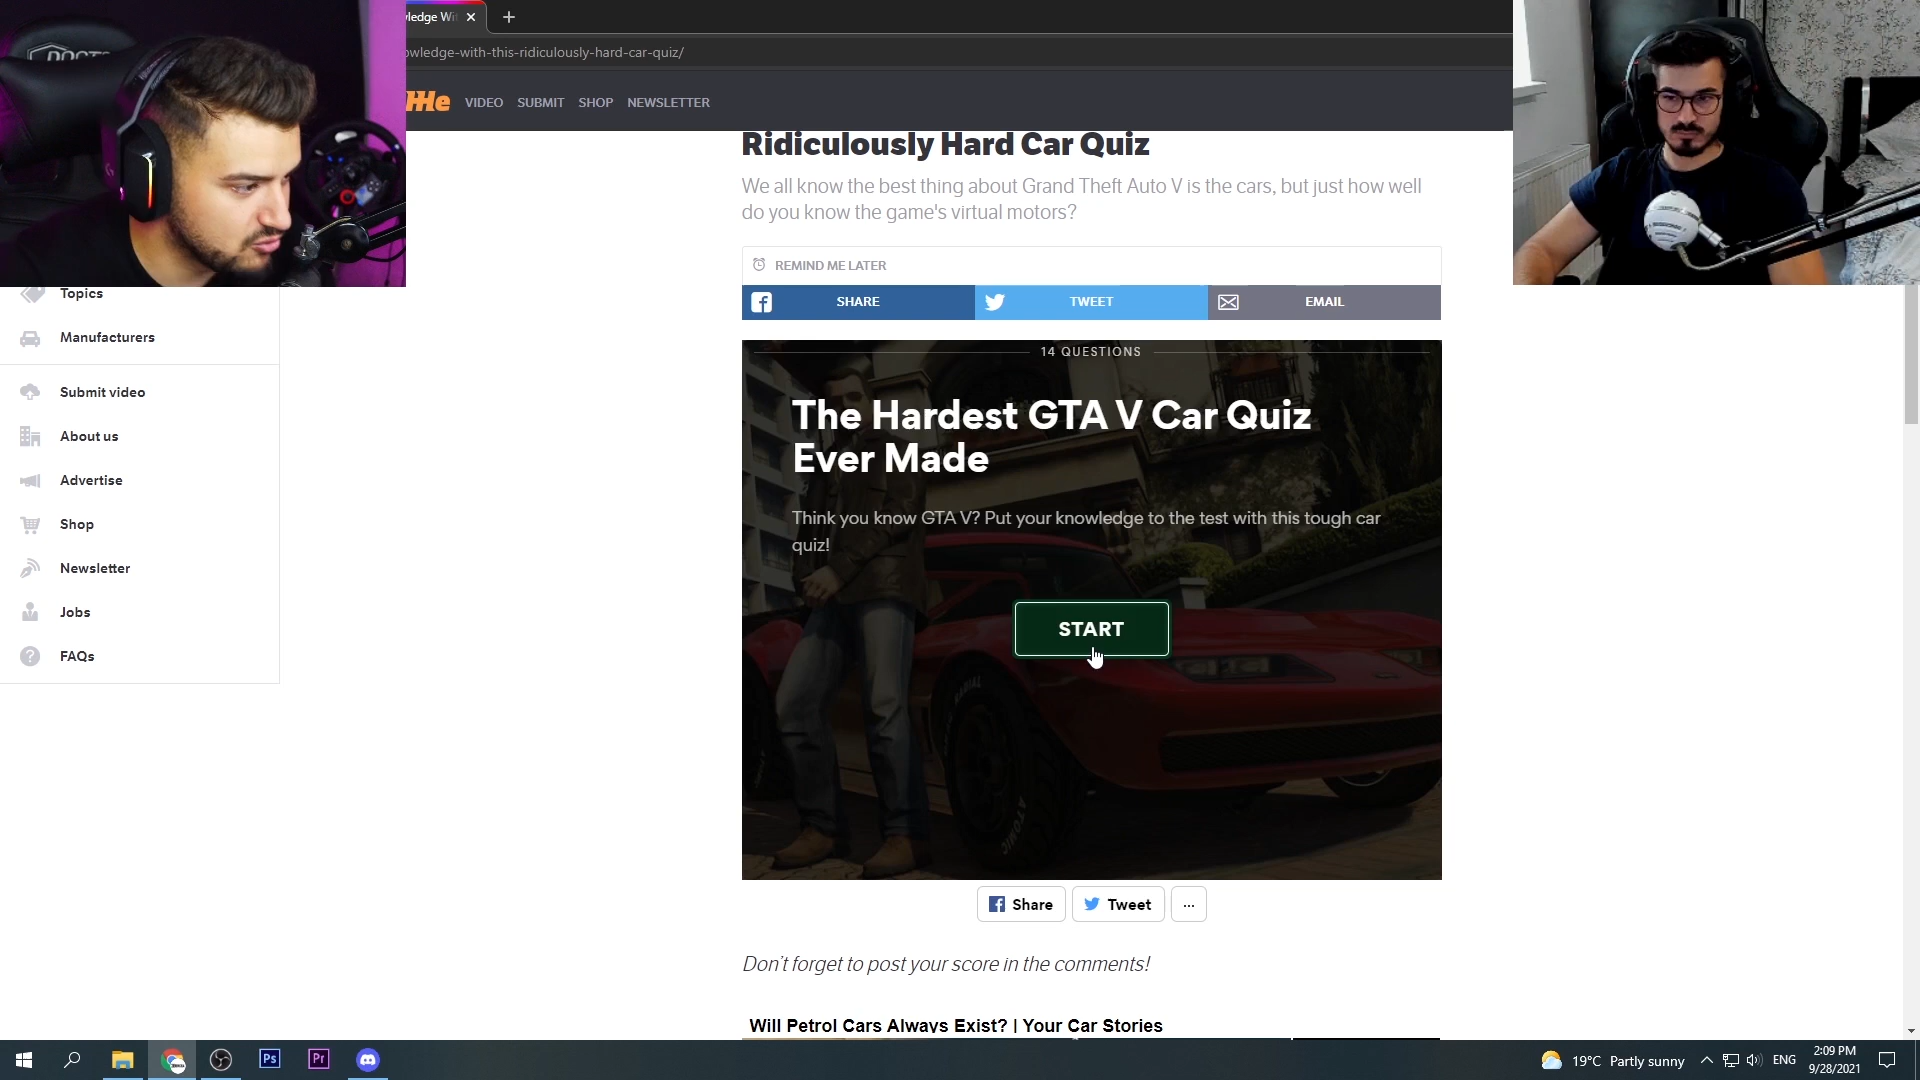 wledge Wi
owledge-with-this-ridiculously-hard-car-quiz/
VIDEO SUBMIT SHOP NEWSLETTER
Ridiculously Hard Car Quiz
We all know the best thing about Grand Theft Auto V is the cars, but just how well
do you know the game's virtual motors?
REMIND ME LATER
SHARE TWEET EMAIL
Topics
Manufacturers
Submit video
About us
Advertise
Shop
Newsletter
Jobs
FAQs
14 QUESTIONS
The Hardest GTA V Car Quiz
Ever Made
Think you know GTA V? Put your knowledge to the test with this tough car
quiz!
START
ATOMIC
Share Tweet ...
Don't forget to post your score in the comments!
Will Petrol Cars Always Exist? | Your Car Stories
Ps Pr
19°C Partly sunny ENG
2:09 PM
9/28/2021